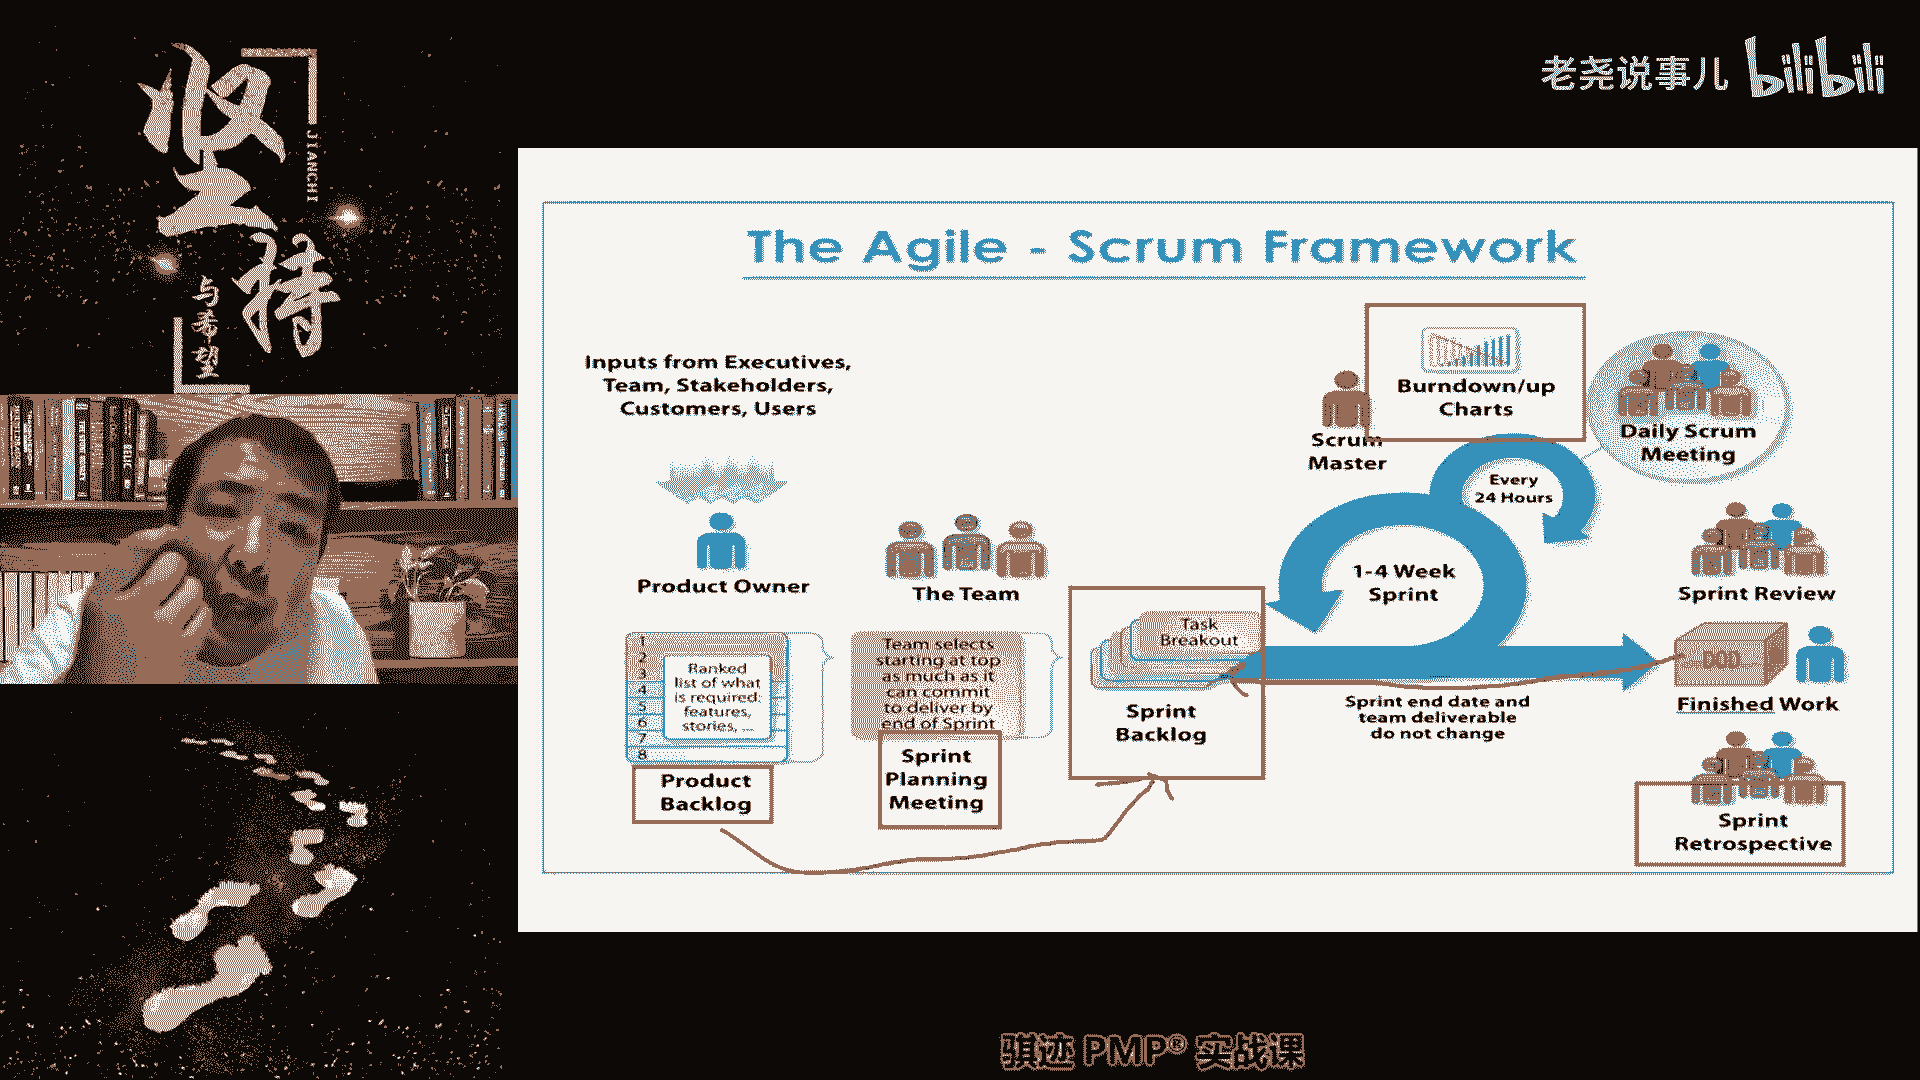 坚持
JIANCHI
与希望
老尧说事儿 bilibili
The Agile - Scrum Framework
Inputs from Executives,
Team, Stakeholders,
Customers, Users
Product Owner
The Team
1
2
3
4
5
6
7
8
Ranked
list of what
is required:
features,
stories, ...
Product
Backlog
Team selects
starting at top
as much as it
can commit
to deliver by
end of Sprint
Sprint
Planning
Meeting
Task
Breakout
Sprint
Backlog
Scrum
Master
Burndown/up
Charts
Every
24 Hours
1-4 Week
Sprint
Daily Scrum
Meeting
Sprint Review
Sprint end date and
team deliverable
do not change
DOD
Finished Work
Sprint
Retrospective
骐迹 PMP® 实战课